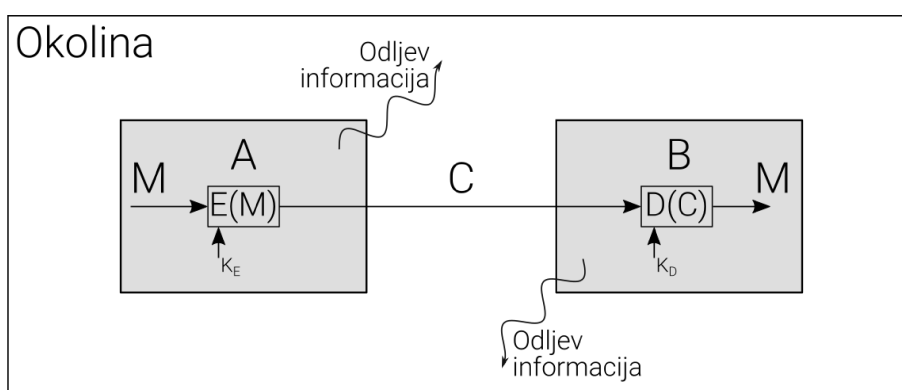 Okolina
Odljev
informacija
A
B
M
E(M)
C
D(C)
M
K_E
K_D
Odljev
informacija